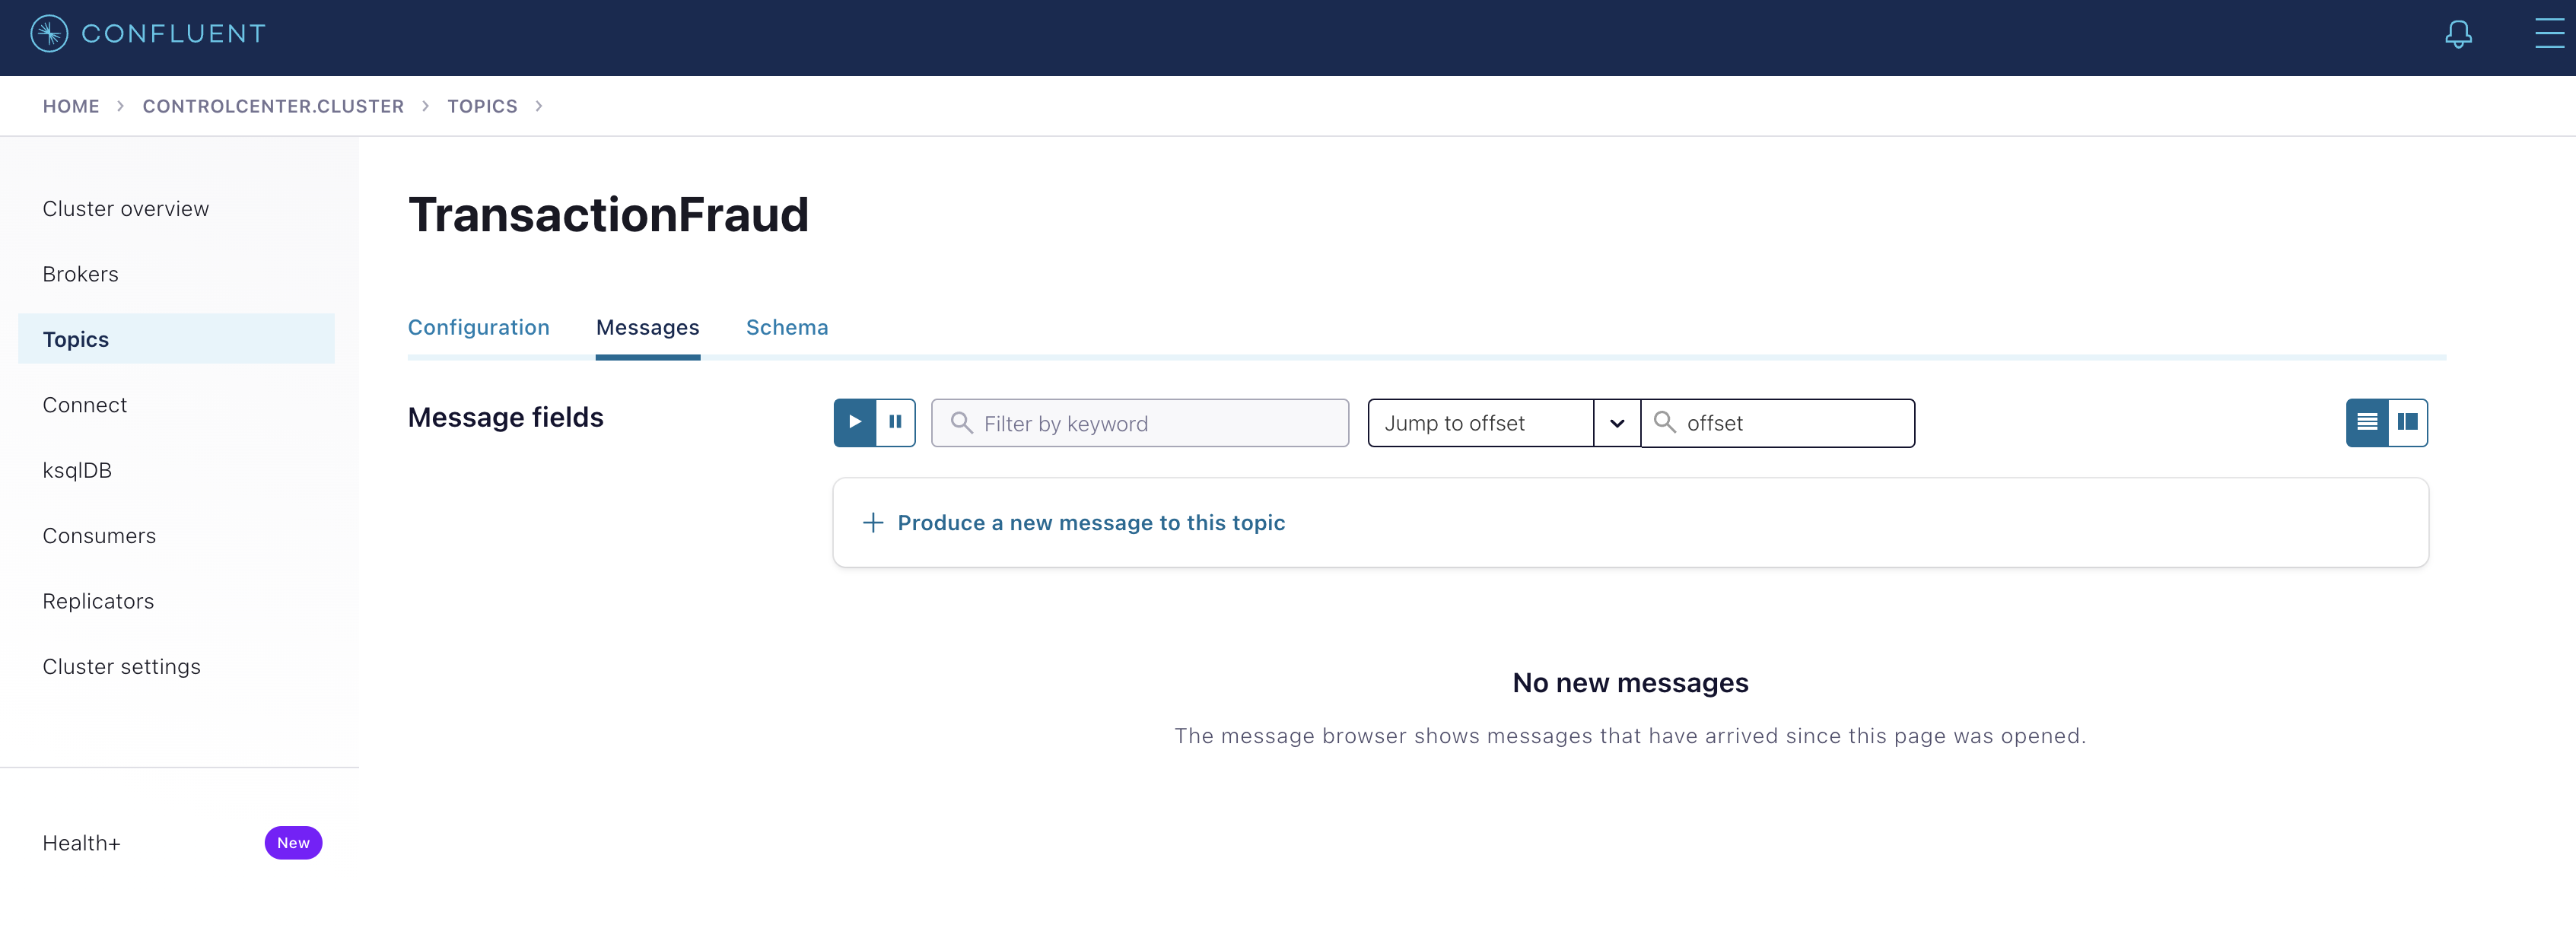 CONFLUENT
HOME > CONTROLCENTER.CLUSTER > TOPICS >
Cluster overview
Brokers
Topics
Connect
ksqlDB
Consumers
Replicators
Cluster settings
Health+ New
TransactionFraud
Configuration Messages Schema
Message fields
Filter by keyword Jump to offset offset
+ Produce a new message to this topic
No new messages
The message browser shows messages that have arrived since this page was opened.